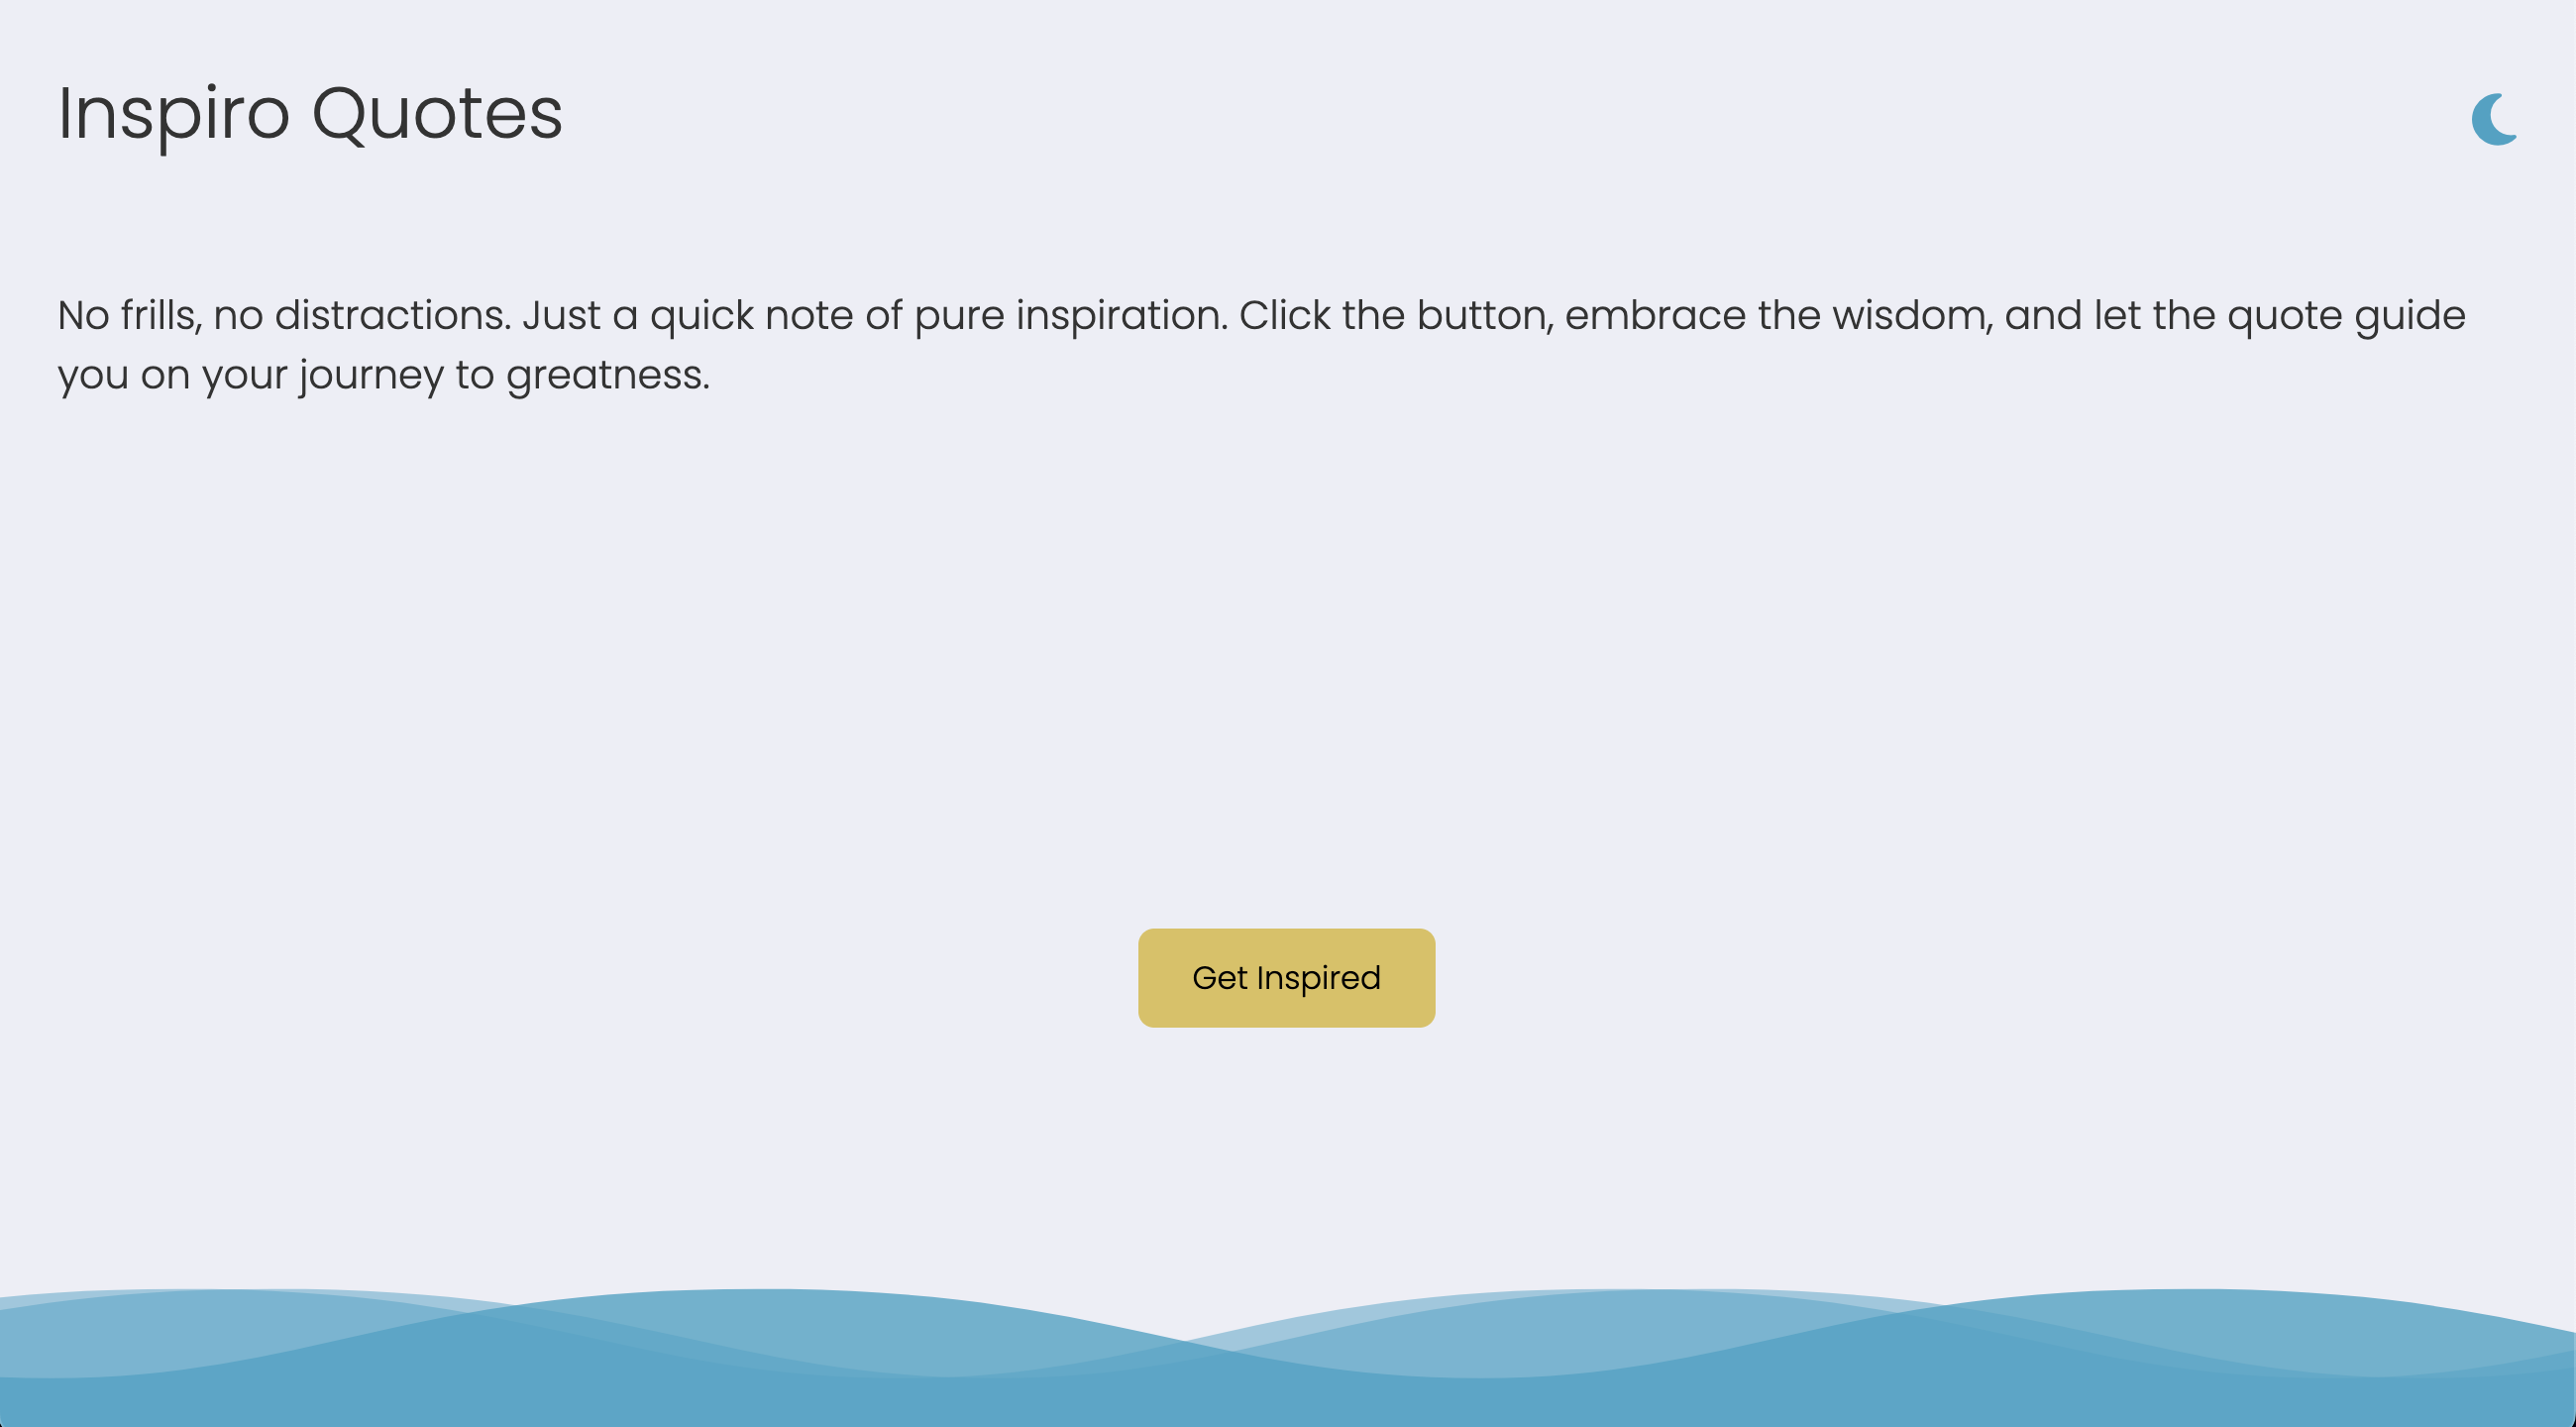 Inspiro Quotes
No frills, no distractions. Just a quick note of pure inspiration. Click the button, embrace the wisdom, and let the quote guide
you on your journey to greatness.
Get Inspired